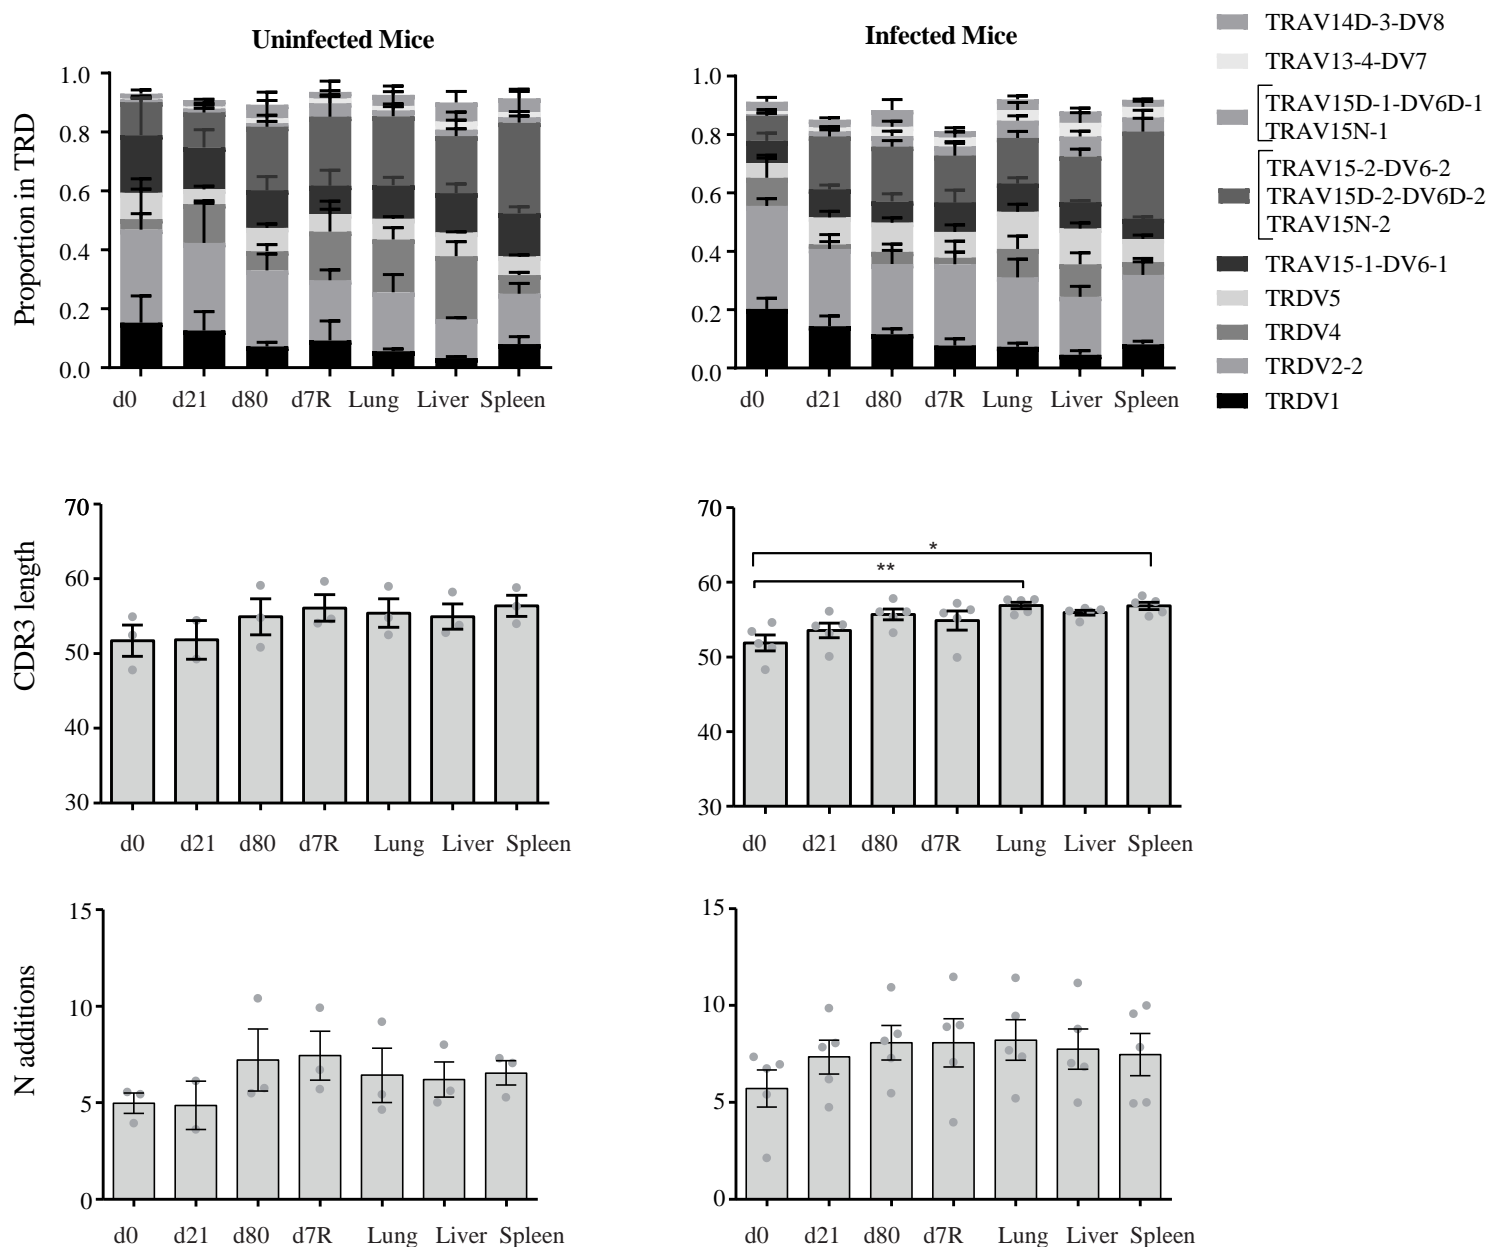 Uninfected Mice
Proportion in TRD
1.0
0.8
0.6
0.4
0.2
0.0
d0 d21 d80 d7R Lung Liver Spleen
Infected Mice
1.0
0.8
0.6
0.4
0.2
0.0
d0 d21 d80 d7R Lung Liver Spleen
TRAV14D-3-DV8
TRAV13-4-DV7
TRAV15D-1-DV6D-1
TRAV15N-1
TRAV15-2-DV6-2
TRAV15D-2-DV6D-2
TRAV15N-2
TRAV15-1-DV6-1
TRDV5
TRDV4
TRDV2-2
TRDV1
CDR3 length
70
60
50
40
30
d0 d21 d80 d7R Lung Liver Spleen
70
60
50
40
30
*
**
d0 d21 d80 d7R Lung Liver Spleen
N additions
15
10
5
0
d0 d21 d80 d7R Lung Liver Spleen
15
10
5
0
d0 d21 d80 d7R Lung Liver Spleen